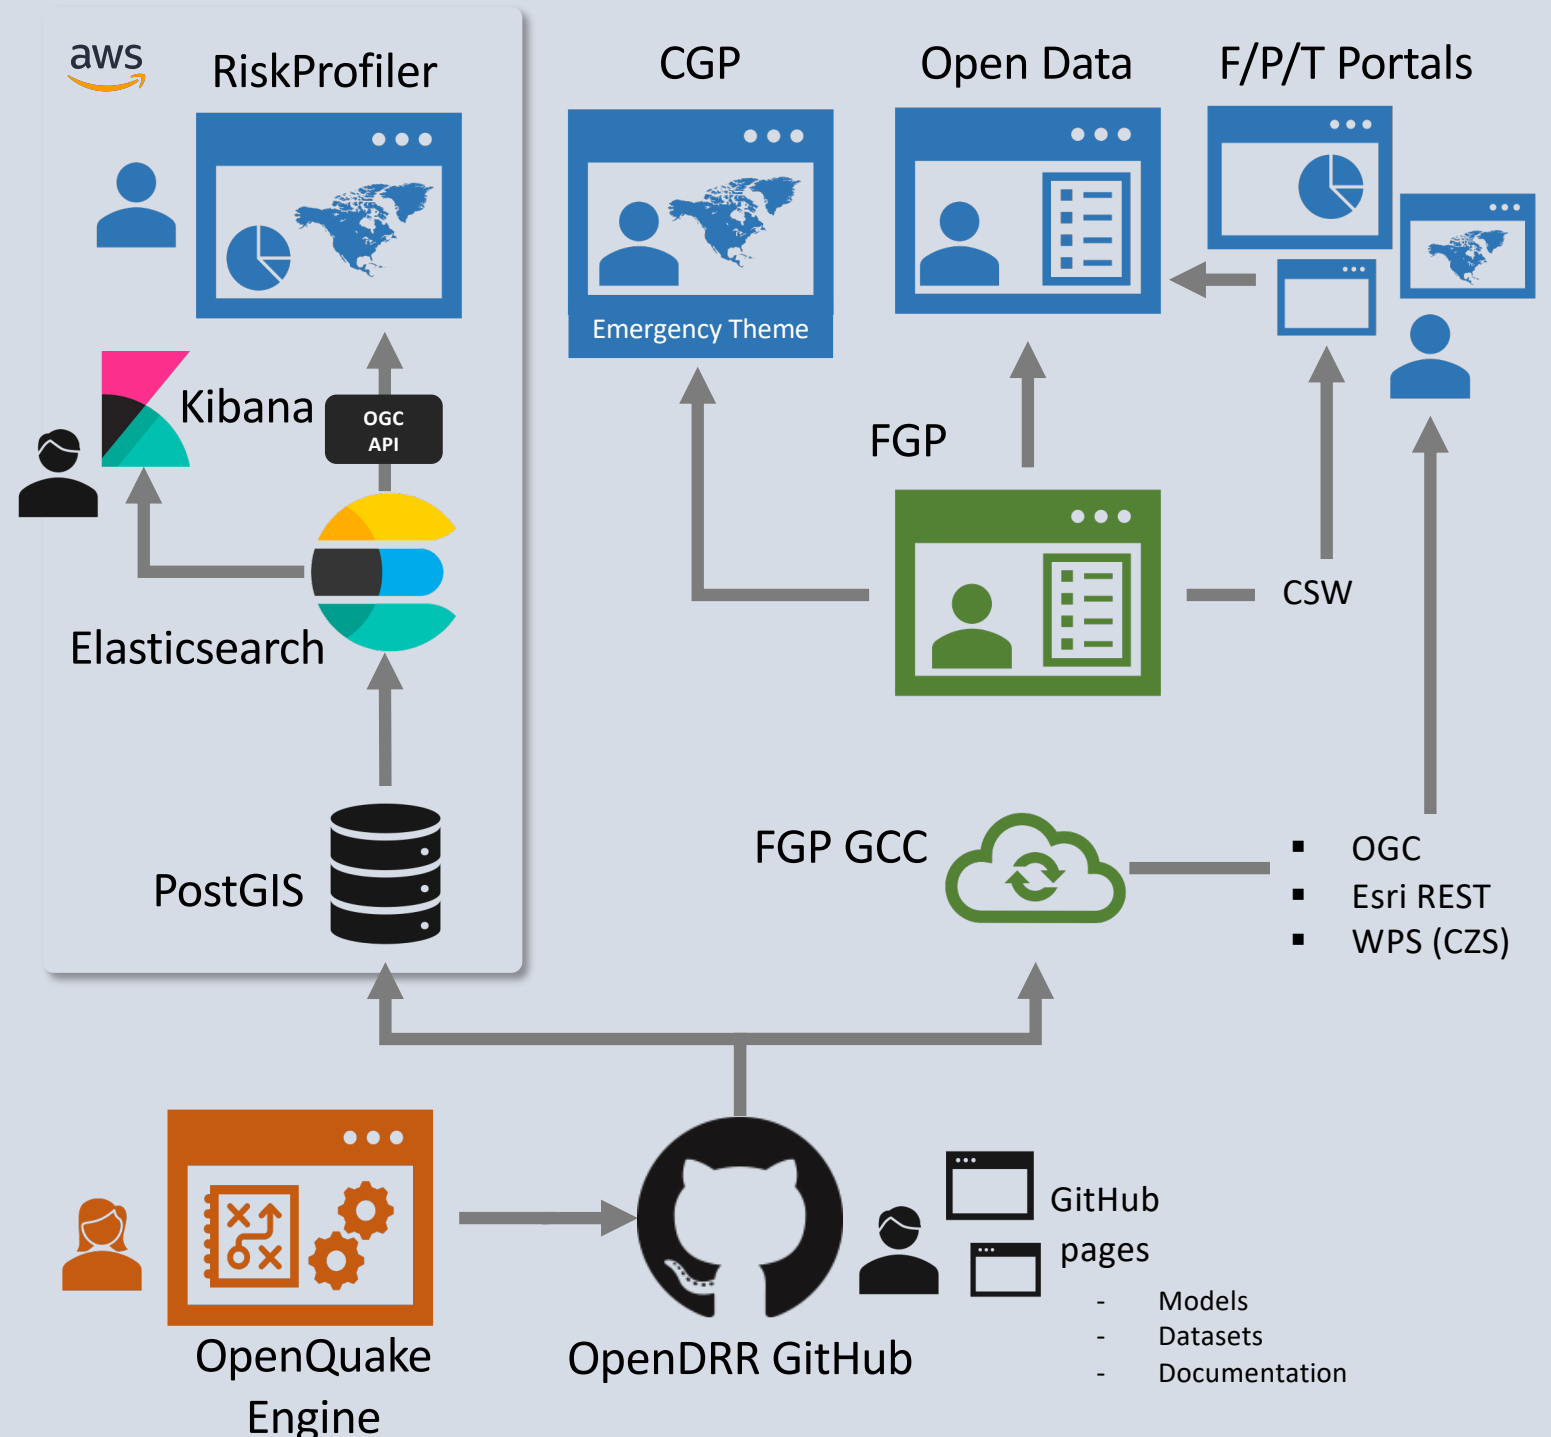 aws
RiskProfiler
CGP
Open Data
F/P/T Portals
Emergency Theme
Kibana
OGC
API
FGP
Elasticsearch
CSW
PostGIS
FGP GCC
▪ OGC
▪ Esri REST
▪ WPS (CZS)
OpenQuake
Engine
OpenDRR GitHub
GitHub
pages
- Models
- Datasets
- Documentation